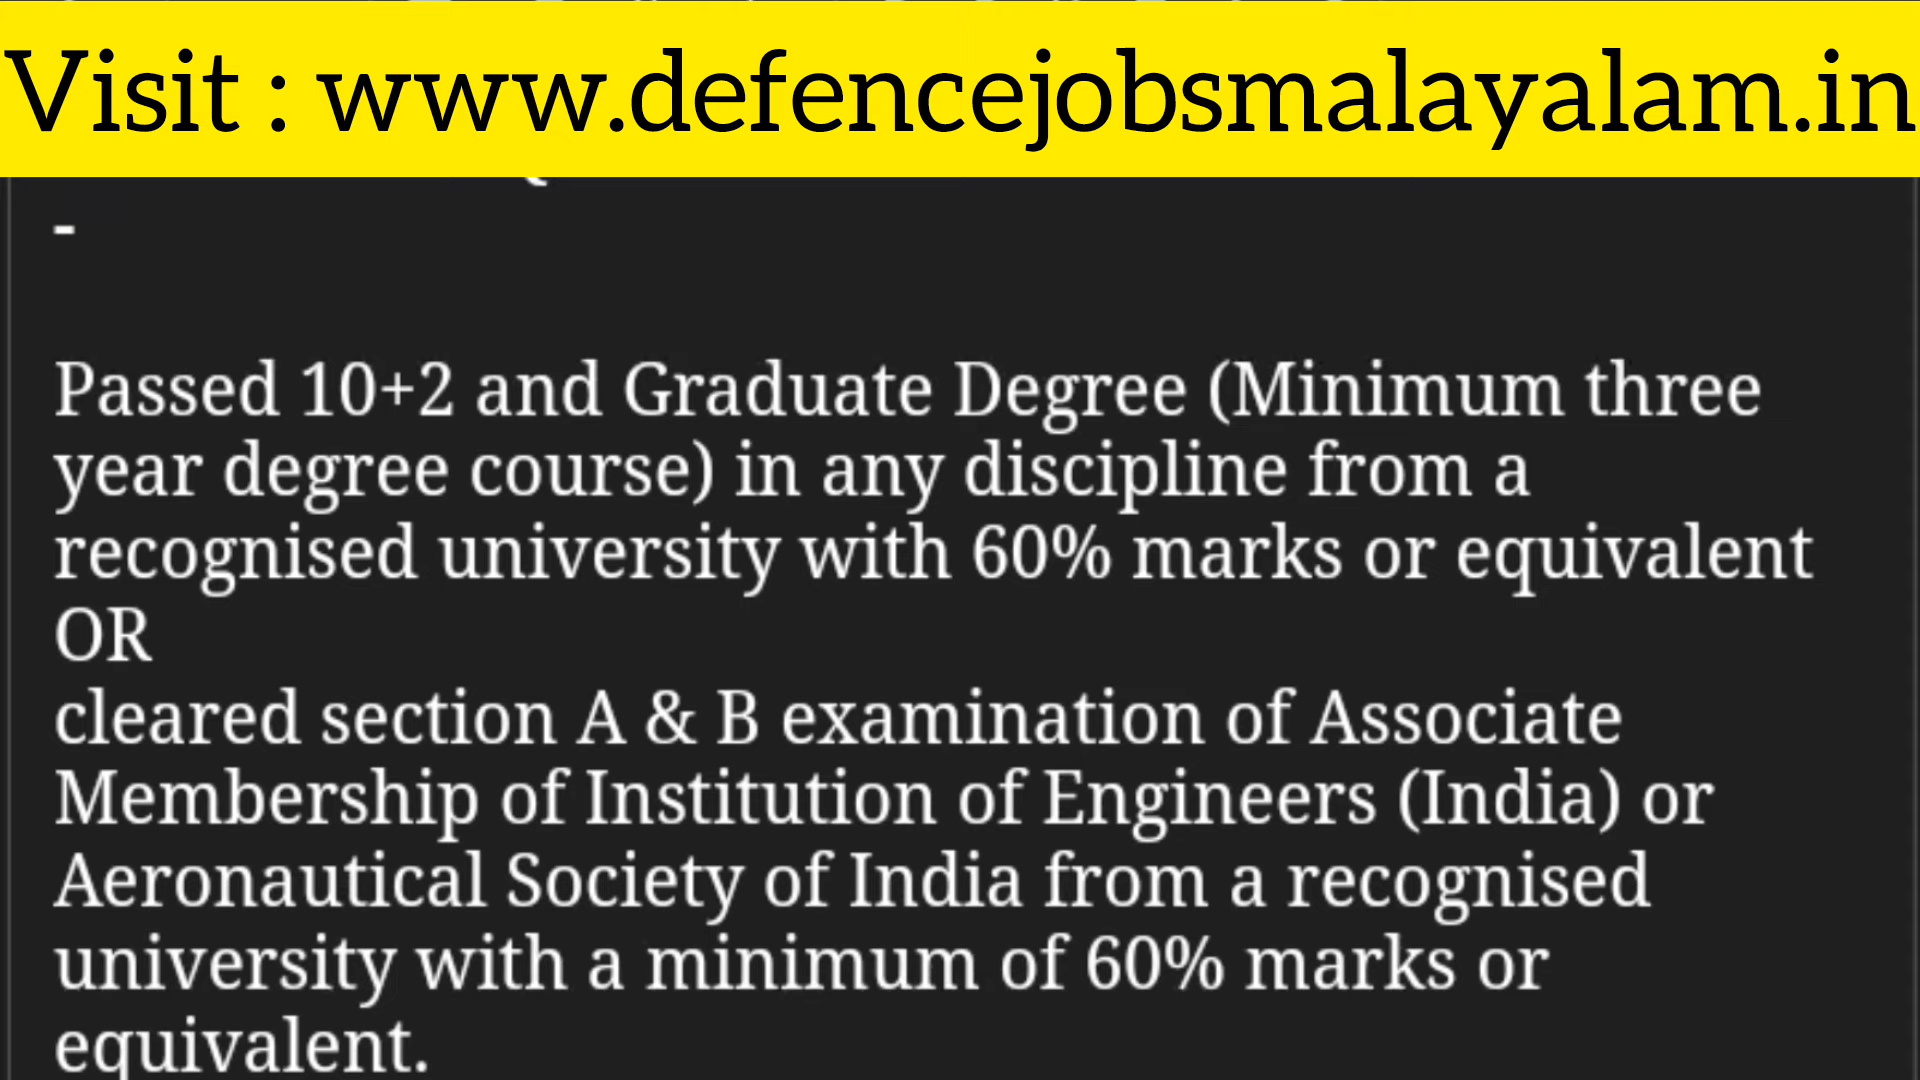 Visit : www.defencejobsmalayalam.in
-
Passed 10+2 and Graduate Degree (Minimum three
year degree course) in any discipline from a
recognised university with 60% marks or equivalent
OR
cleared section A & B examination of Associate
Membership of Institution of Engineers (India) or
Aeronautical Society of India from a recognised
university with a minimum of 60% marks or
equivalent.